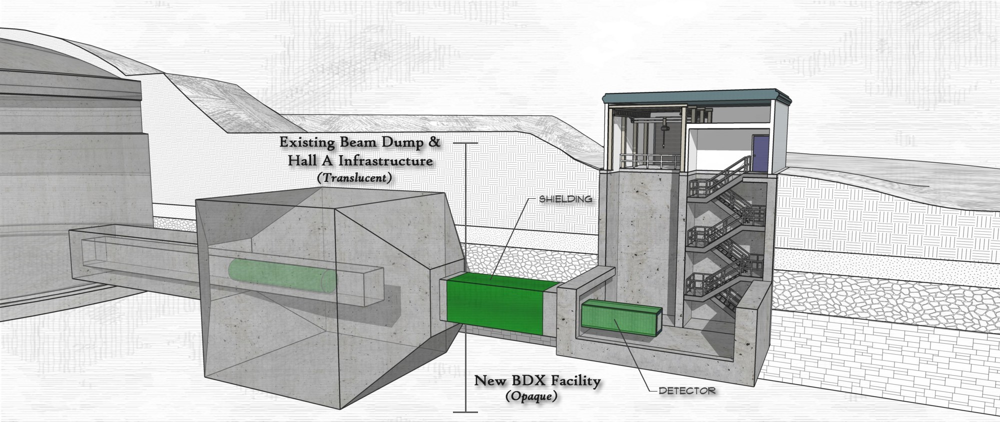 Existing Beam Dump &
Hall A Infrastructure
(Translucent)
SHIELDING
New BDX Facility
(Opaque)
DETECTOR